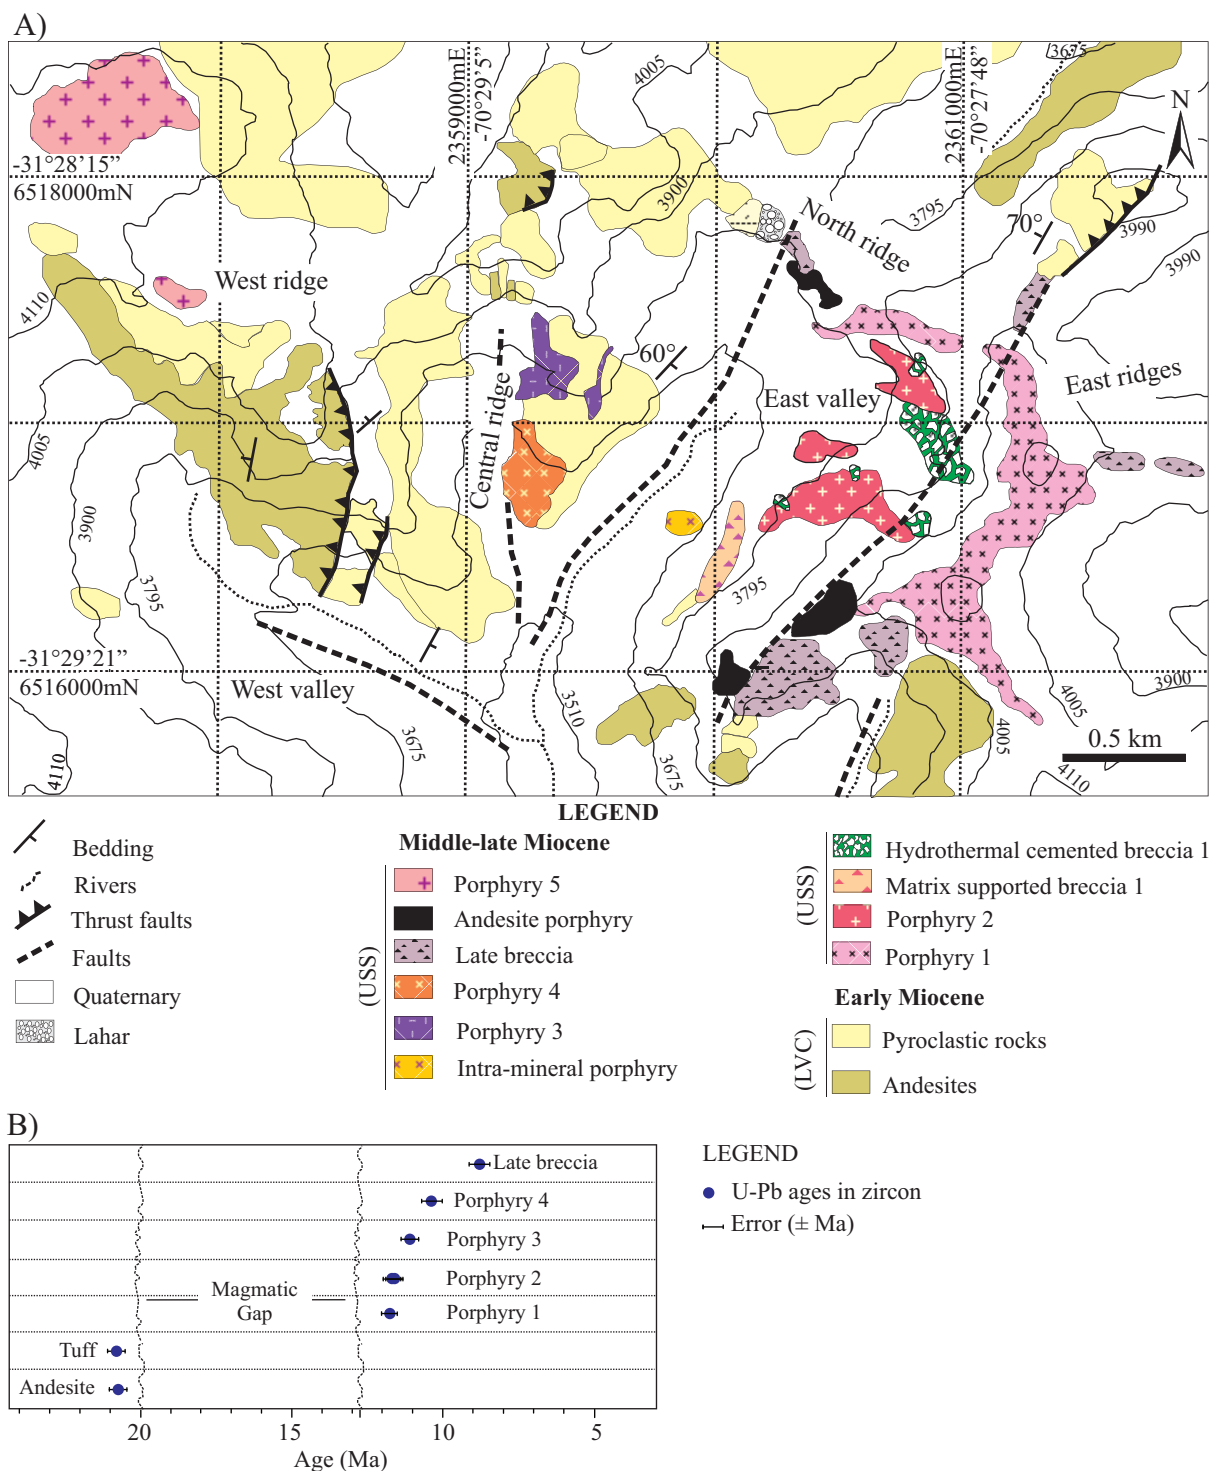 A)
2359000mE
-70°29'5"
2361000mE
-70°27'48"
4005
3675
N
-31°28'15"
6518000mN
3900
3795
70°
3990
3990
North ridge
West ridge
4110
60°
East ridges
East valley
Central ridge
4005
3900
3795
3795
-31°29'21"
6516000mN
West valley
3510
3675
3675
4110
4005
4005
3900
4110
0.5 km
LEGEND
Bedding
Rivers
Thrust faults
Faults
Quaternary
Lahar
Middle-late Miocene
(USS)
Porphyry 5
Andesite porphyry
Late breccia
Porphyry 4
Porphyry 3
Intra-mineral porphyry
(USS)
Hydrothermal cemented breccia 1
Matrix supported breccia 1
Porphyry 2
Porphyry 1
Early Miocene
(LVC)
Pyroclastic rocks
Andesites
B)
Late breccia
Porphyry 4
Porphyry 3
Porphyry 2
Magmatic
Gap
Porphyry 1
Tuff
Andesite
20
15
10
5
Age (Ma)
LEGEND
U-Pb ages in zircon
Error (± Ma)